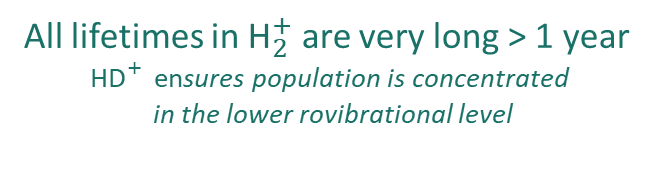 All lifetimes in H₂⁺ are very long > 1 year
HD⁺ ensures population is concentrated
in the lower rovibrational level